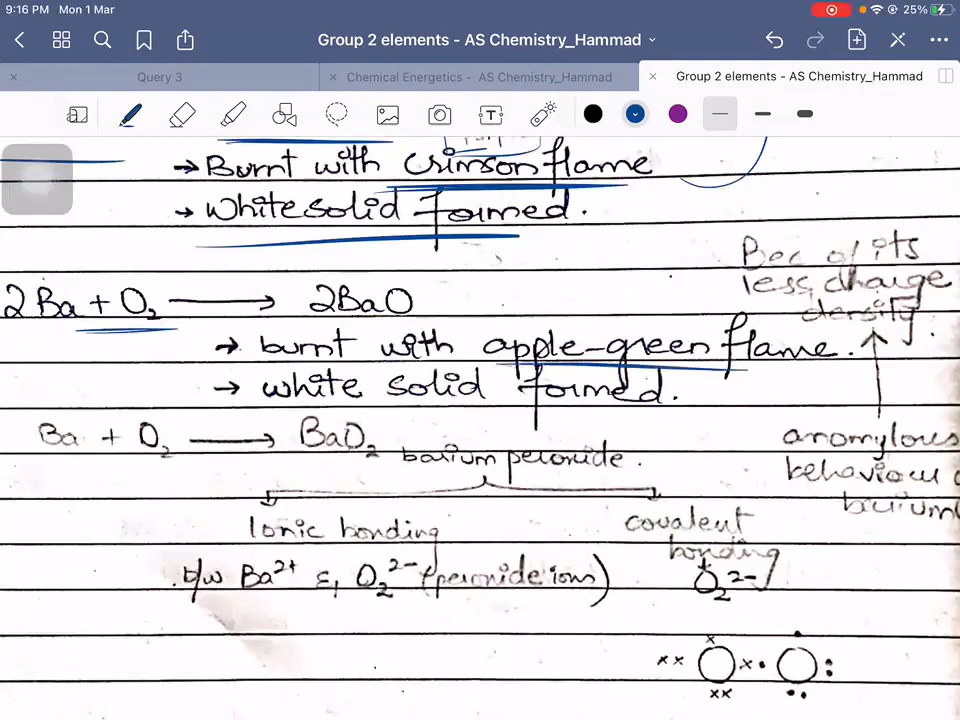 9:16 PM Mon 1 Mar 25%
Group 2 elements - AS Chemistry_Hammad
Query 3 Chemical Energetics - AS Chemistry_Hammad Group 2 elements - AS Chemistry_Hammad
→ Burnt with crimson flame
→ White solid formed.
Bec of its
less charge
density.
2Ba + O₂ → 2BaO
→ burnt with apple-green flame.
→ white solid formed.
Ba + O₂ → BaO₂
barium peroxide.
anomylous
behaviour
barium
Ionic bonding
b/w Ba²⁺ & O₂²⁻ (peroxide ions)
covalent
bonding
O₂²⁻